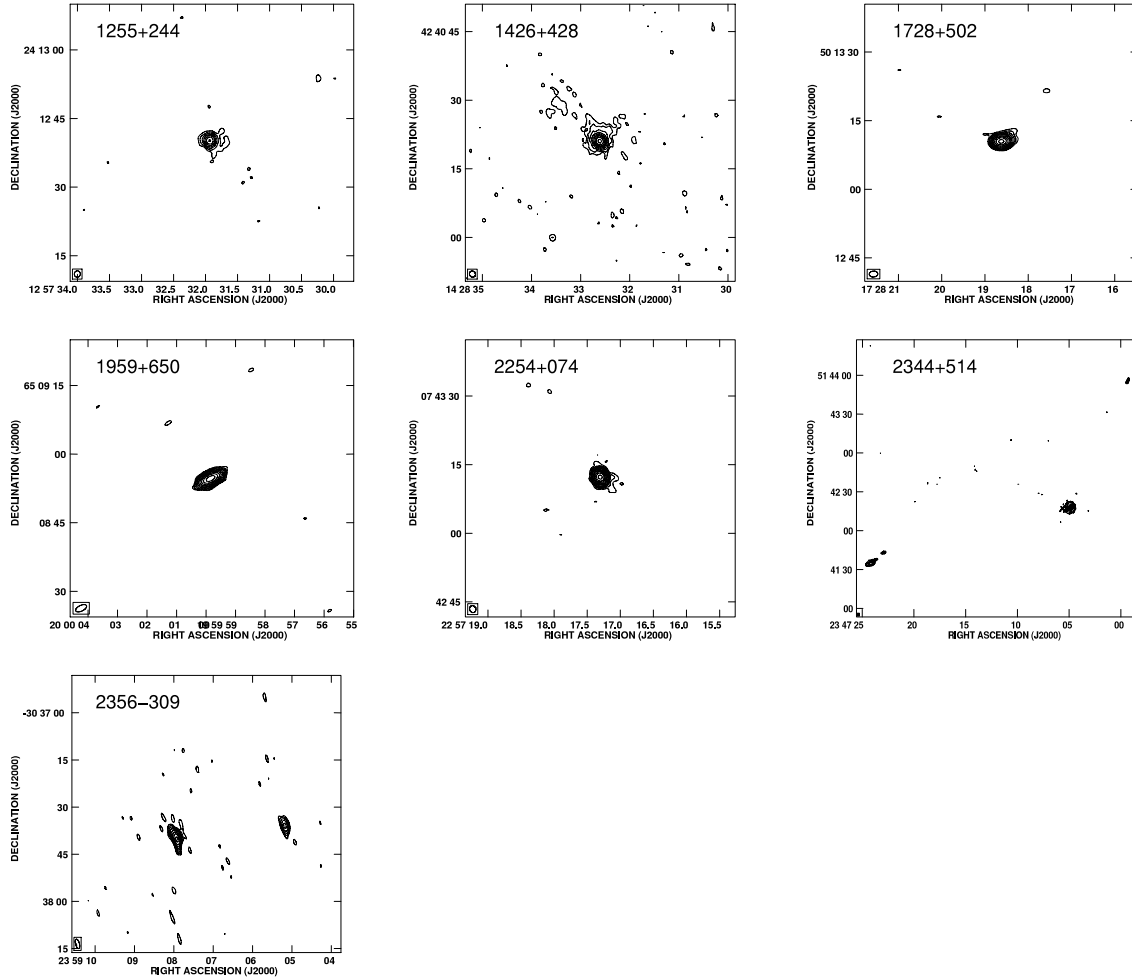 1255+244
24 13 00
12 45
30
15
DECLINATION (J2000)
12 57 34.0 33.5 33.0 32.5 32.0 31.5 31.0 30.5 30.0
RIGHT ASCENSION (J2000)
1426+428
42 40 45
30
15
00
DECLINATION (J2000)
14 28 35 34 33 32 31 30
RIGHT ASCENSION (J2000)
1728+502
50 13 30
15
00
12 45
DECLINATION (J2000)
17 28 21 20 19 18 17 16
RIGHT ASCENSION (J2000)
1959+650
65 09 15
00
08 45
30
DECLINATION (J2000)
20 00 04 03 02 01 59 59 58 57 56 55
RIGHT ASCENSION (J2000)
2254+074
07 43 30
15
00
42 45
DECLINATION (J2000)
22 57 19.0 18.5 18.0 17.5 17.0 16.5 16.0 15.5
RIGHT ASCENSION (J2000)
2344+514
51 44 00
43 30
00
42 30
00
41 30
00
DECLINATION (J2000)
23 47 25 20 15 10 05 00
RIGHT ASCENSION (J2000)
2356−309
-30 37 00
15
30
45
38 00
15
DECLINATION (J2000)
23 59 10 09 08 07 06 05 04
RIGHT ASCENSION (J2000)